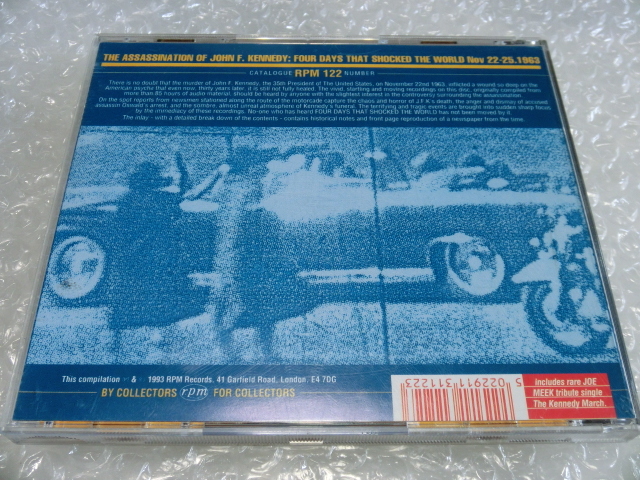 THE ASSASSINATION OF JOHN F. KENNEDY: FOUR DAYS THAT SHOCKED THE WORLD Nov 22-25.1963
CATALOGUE RPM 122 NUMBER
There is no doubt that the murder of John F. Kennedy, the 35th President of The United States, on November 22nd 1963, afflicted a wound so deep on the
American psyche that even now, thirty years later, it is still not fully healed. The vivid, startling and moving recordings on this disc, originally compiled from
more than 85 hours of audio material, should be heard by anyone with the slightest interest in the controversy surrounding the assassination.
On the spot reports from newsmen stationed along the route of the motorcade capture the chaos and horror of J.F.K's death, the anger and dismay of accused
assassin Oswald's arrest, and the sombre, almost unreal atmosphere of Kennedy's funeral. The terrifying and tragic events are brought into sudden sharp focus
by the immediacy of these recordings. No-one who has heard FOUR DAYS THAT SHOCKED THE WORLD has not been moved by it.
The inlay - with a detailed break down of the contents - contains historical notes and front page reproduction of a newspaper from the time.
This compilation & 1993 RPM Records. 41 Garfield Road, London. E4 7DG
BY COLLECTORS rpm FOR COLLECTORS
5 022911 311223
Includes rare JOE
MEEK tribute single
The Kennedy March.